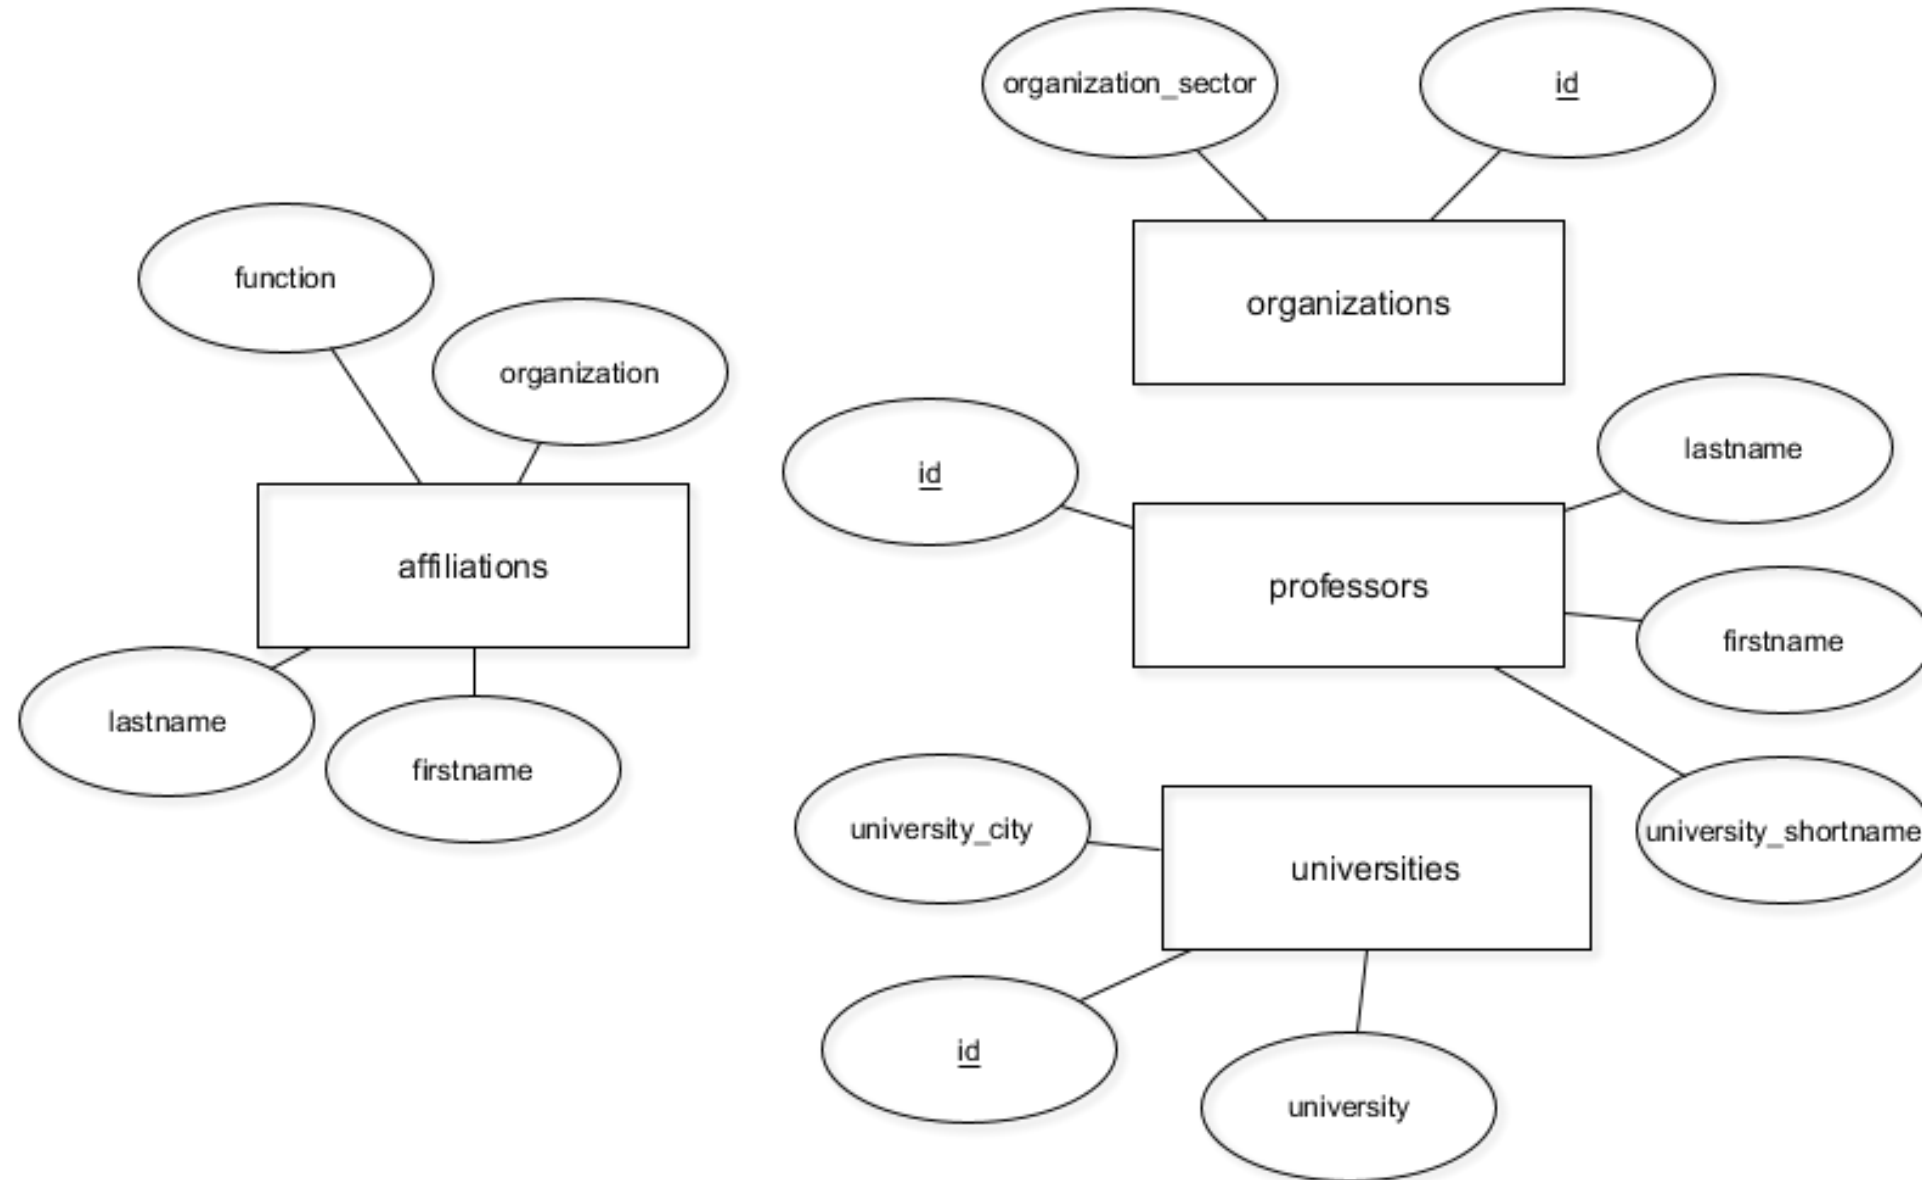 organization_sector
id
function
organizations
organization
lastname
id
affiliations
professors
firstname
lastname
firstname
university_city
university_shortname
universities
id
university